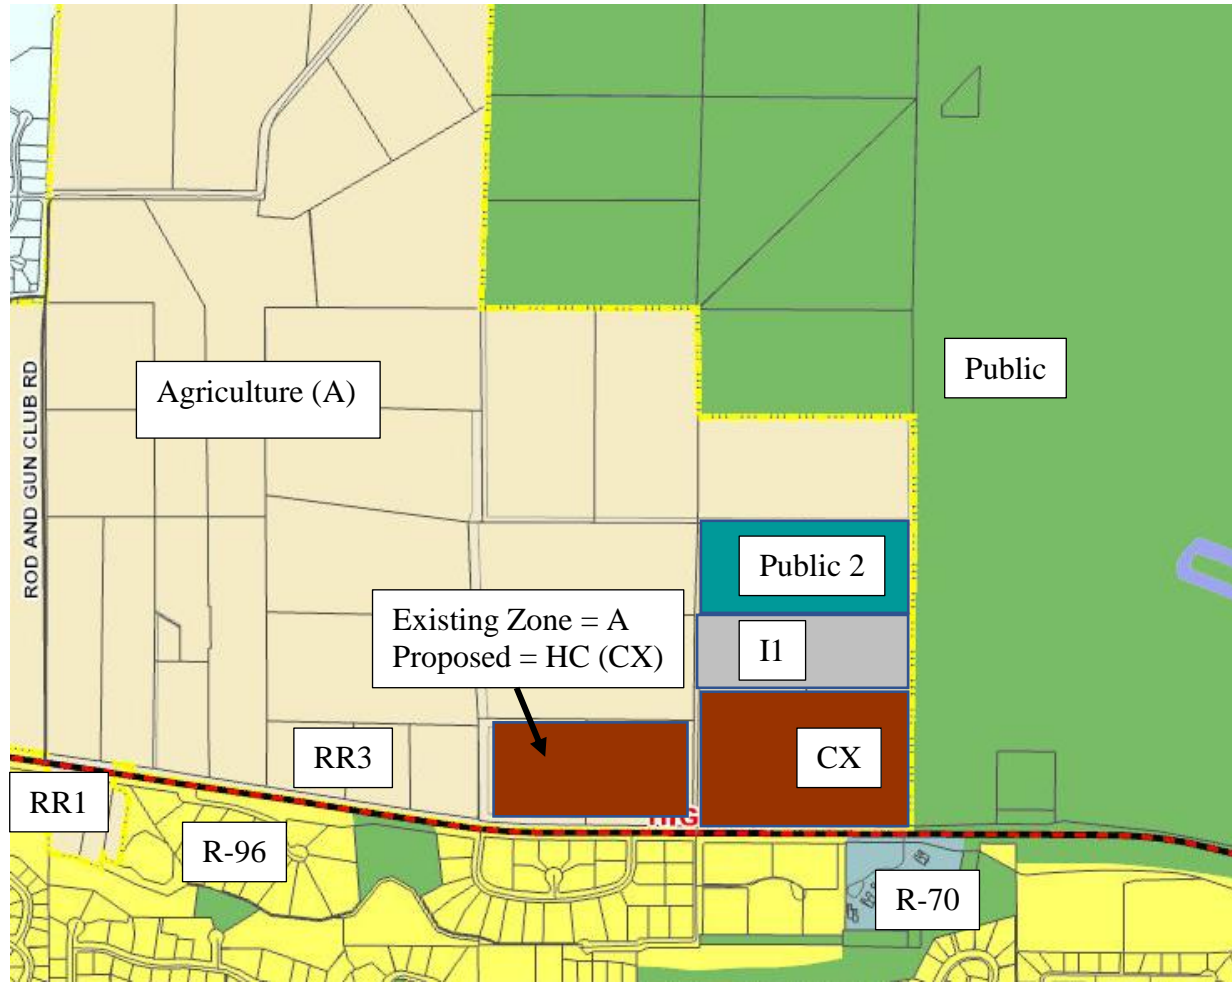 Public
Agriculture (A)
ROD AND GUN CLUB RD
Public 2
Existing Zone = A
Proposed = HC (CX)
I1
RR3
CX
RR1
R-96
R-70